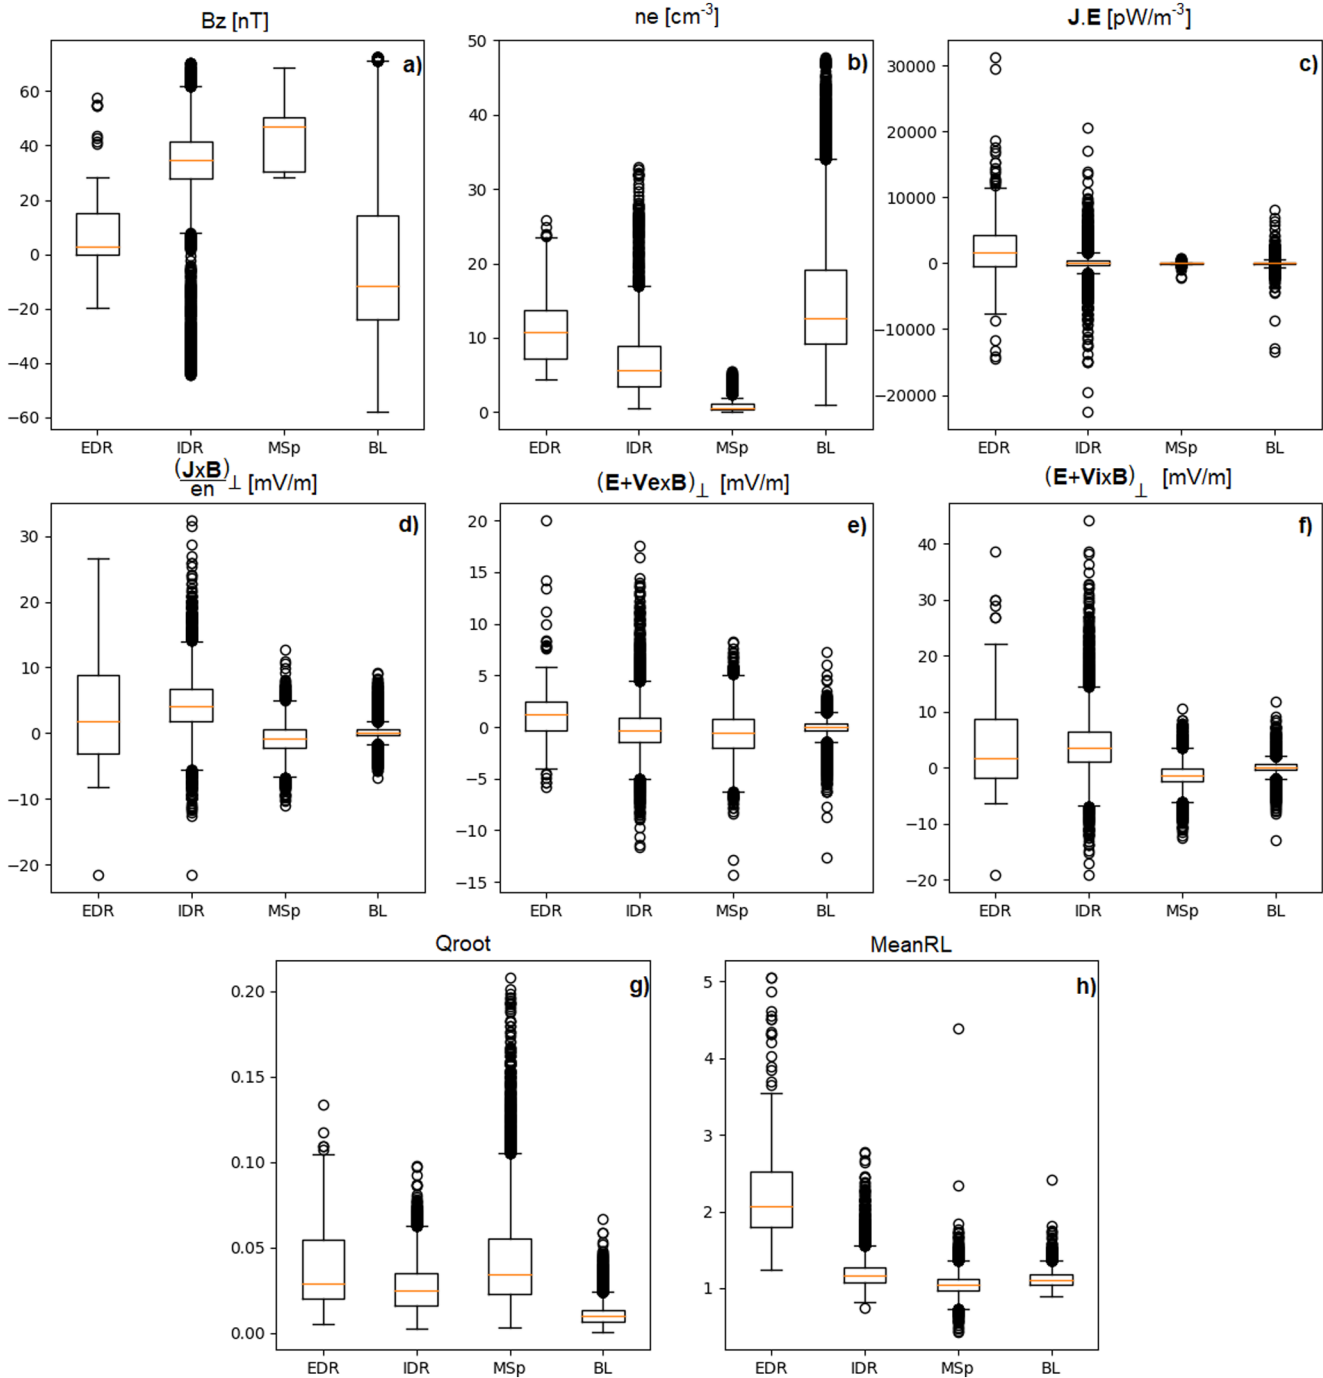 Bz [nT]
ne [cm⁻³]
J.E [pW/m⁻³]
a)
b)
c)
60
40
20
0
−20
−40
−60
EDR IDR MSp BL
50
40
30
20
10
0
EDR IDR MSp BL
30000
20000
10000
0
−10000
−20000
EDR IDR MSp BL
(JxB)/en ⊥ [mV/m]
(E+VexB)⊥ [mV/m]
(E+VixB)⊥ [mV/m]
d)
e)
f)
30
20
10
0
−10
−20
EDR IDR MSp BL
20
15
10
5
0
−5
−10
−15
EDR IDR MSp BL
40
30
20
10
0
−10
−20
EDR IDR MSp BL
Qroot
MeanRL
g)
h)
0.20
0.15
0.10
0.05
0.00
EDR IDR MSp BL
5
4
3
2
1
EDR IDR MSp BL